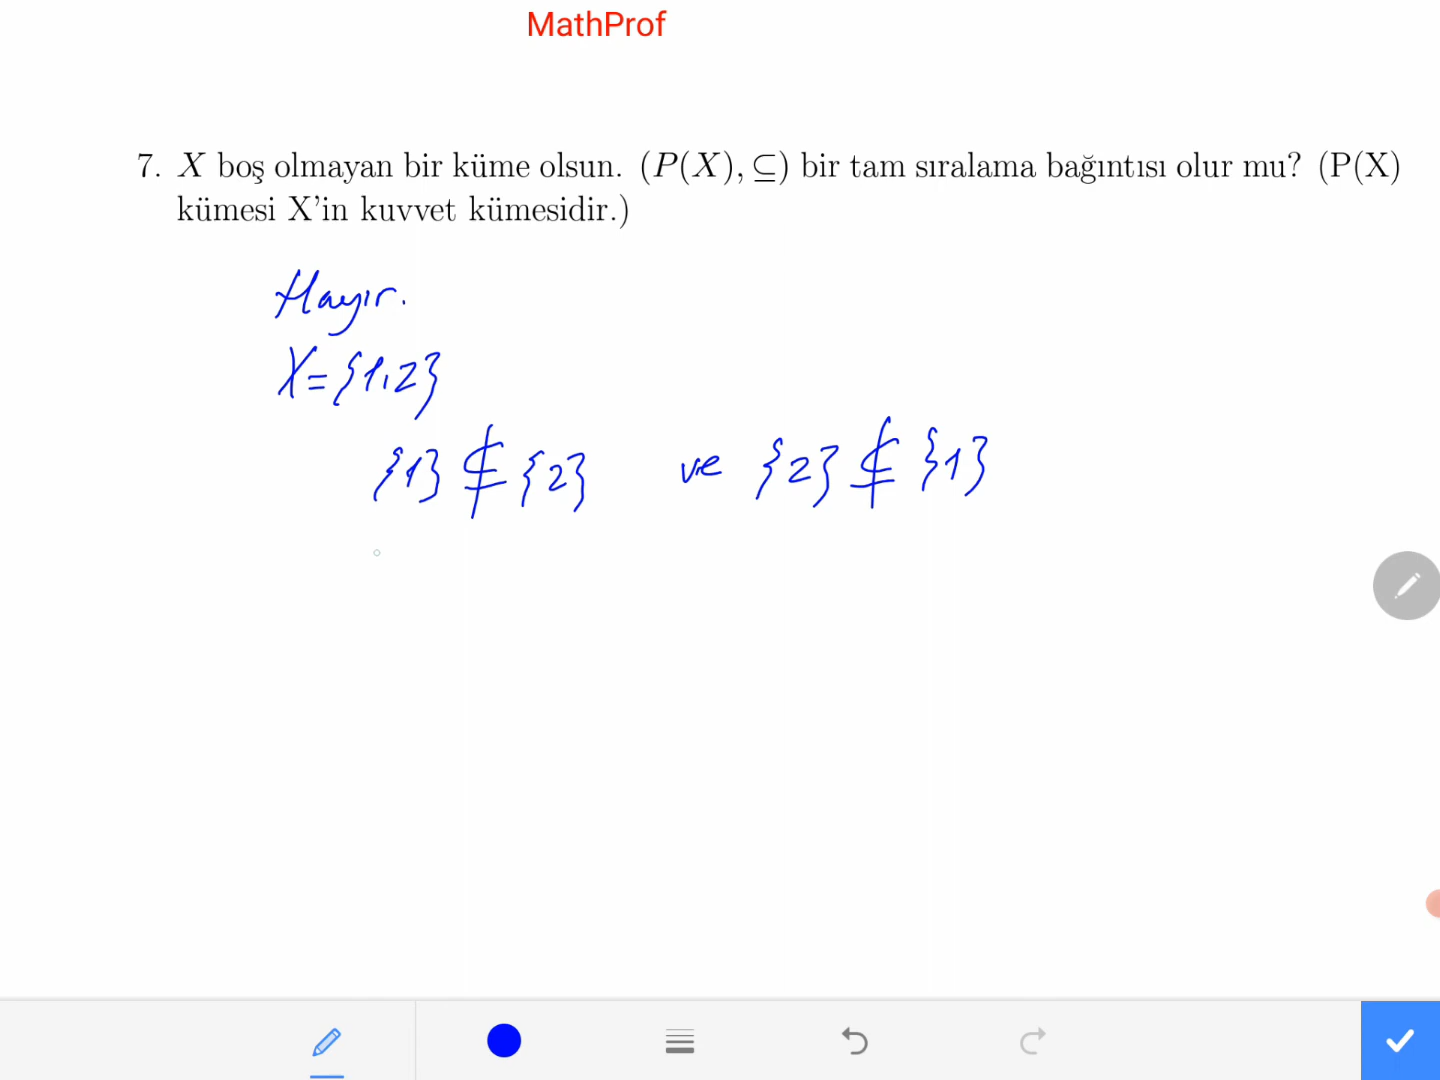 MathProf
7. X boş olmayan bir küme olsun. (P(X), ⊆) bir tam sıralama bağıntısı olur mu? (P(X)
kümesi X'in kuvvet kümesidir.)
Hayır.
X={1,2}
{1} ⊈ {2} ve {2} ⊈ {1}